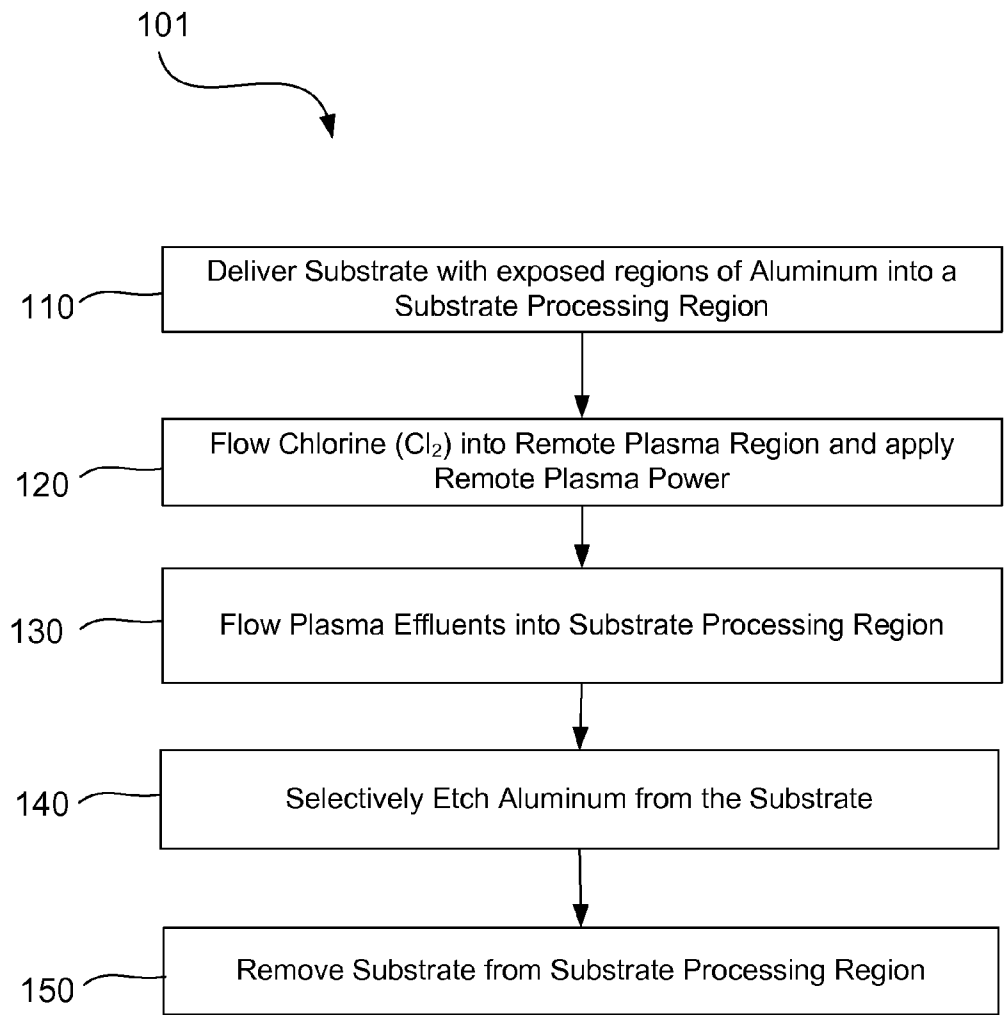 101
110
Deliver Substrate with exposed regions of Aluminum into a
Substrate Processing Region
120
Flow Chlorine (Cl₂) into Remote Plasma Region and apply
Remote Plasma Power
130
Flow Plasma Effluents into Substrate Processing Region
140
Selectively Etch Aluminum from the Substrate
150
Remove Substrate from Substrate Processing Region